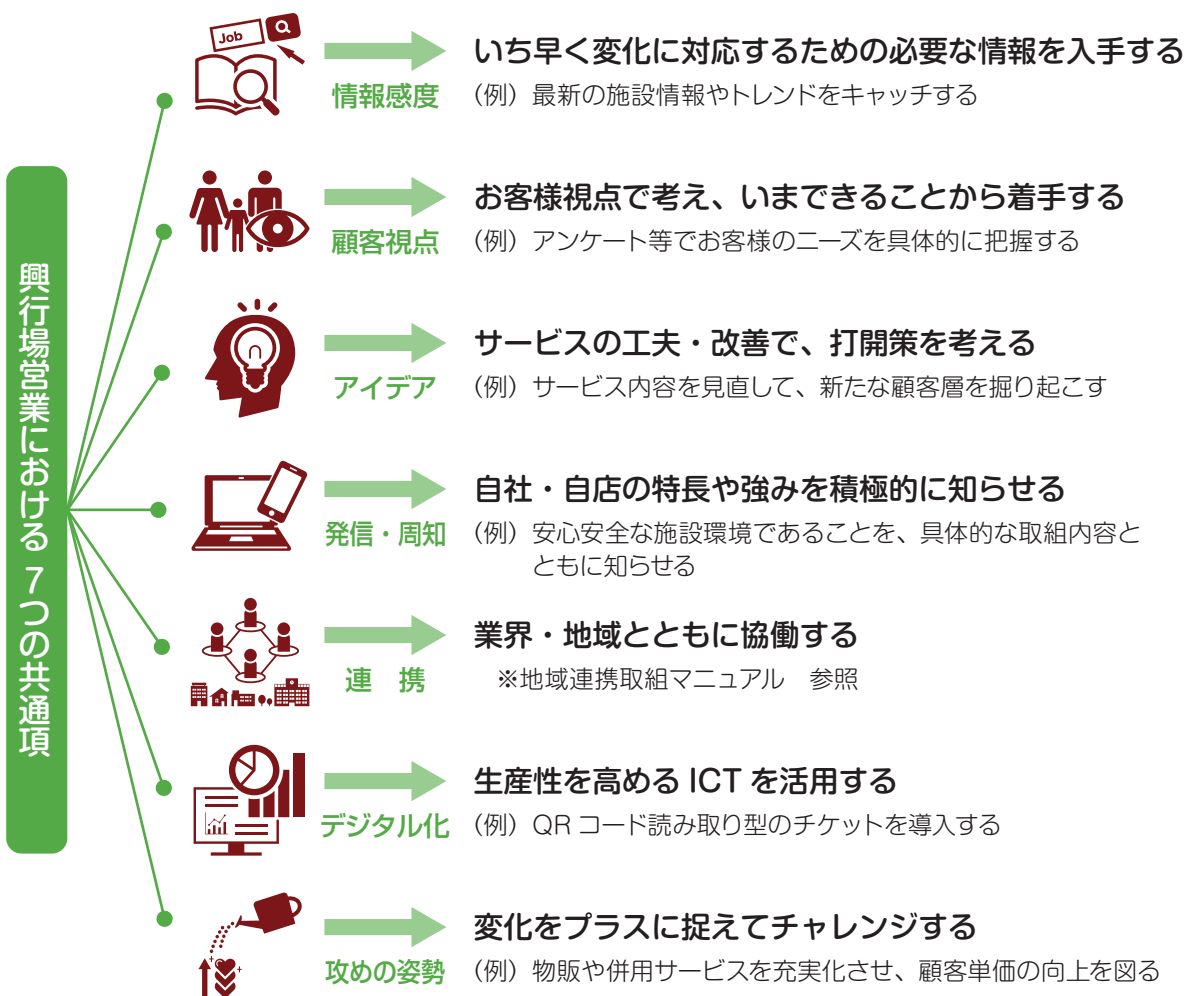 興行場営業における 7つの共通項
Job
情報感度
いち早く変化に対応するための必要な情報を入手する
（例）最新の施設情報やトレンドをキャッチする
顧客視点
お客様視点で考え、いまできることから着手する
（例）アンケート等でお客様のニーズを具体的に把握する
アイデア
サービスの工夫・改善で、打開策を考える
（例）サービス内容を見直して、新たな顧客層を掘り起こす
発信・周知
自社・自店の特長や強みを積極的に知らせる
（例）安心安全な施設環境であることを、具体的な取組内容と
ともに知らせる
連　携
業界・地域とともに協働する
※地域連携取組マニュアル　参照
デジタル化
生産性を高める ICT を活用する
（例）QR コード読み取り型のチケットを導入する
攻めの姿勢
変化をプラスに捉えてチャレンジする
（例）物販や併用サービスを充実化させ、顧客単価の向上を図る